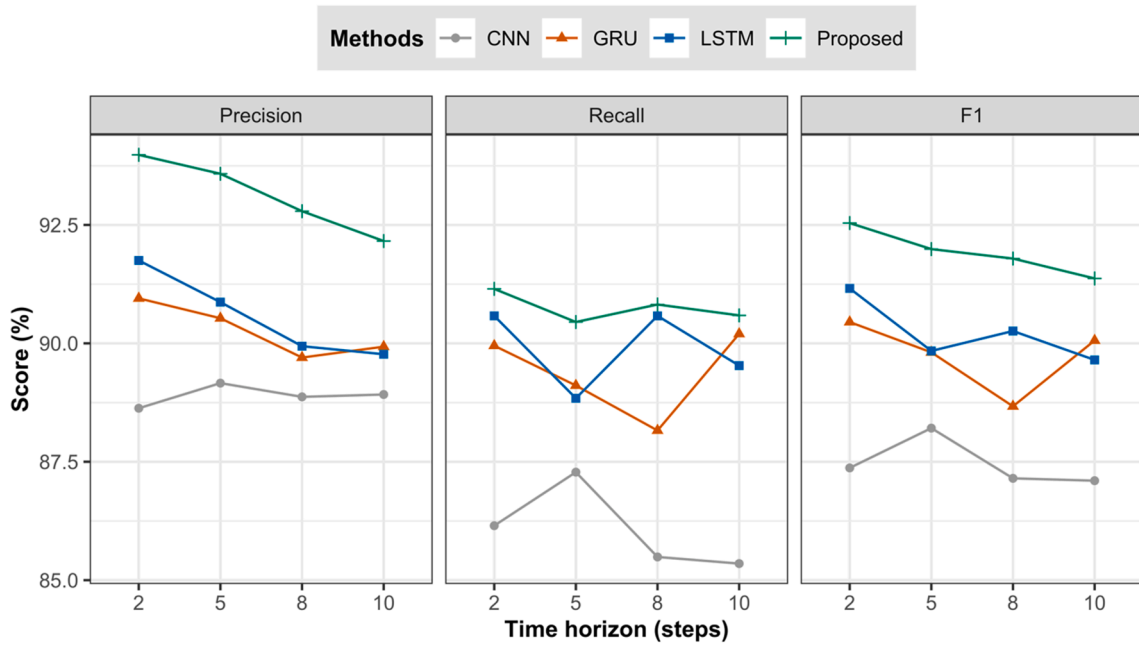 Methods CNN GRU LSTM Proposed
Precision Recall F1
92.5
90.0
87.5
85.0
Score (%)
2 5 8 10 2 5 8 10 2 5 8 10
Time horizon (steps)